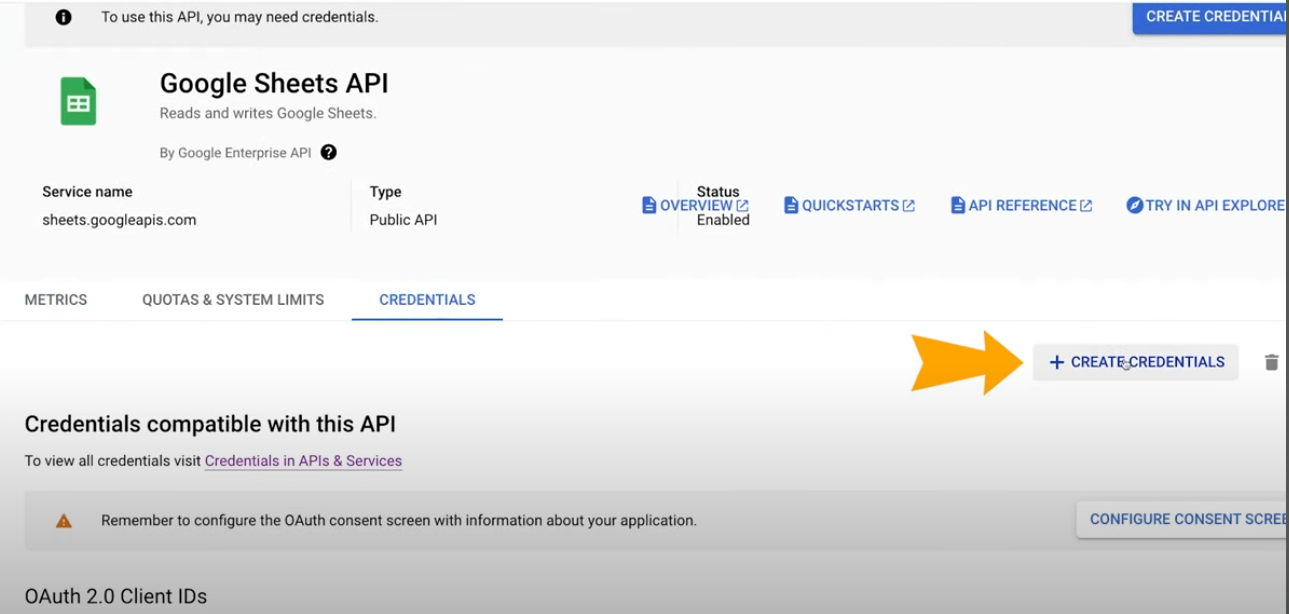 To use this API, you may need credentials.
CREATE CREDENTIA
Google Sheets API
Reads and writes Google Sheets.
By Google Enterprise API
Service name
Type
Status
sheets.googleapis.com
Public API
Enabled
OVERVIEW
QUICKSTARTS
API REFERENCE
TRY IN API EXPLORE
METRICS
QUOTAS & SYSTEM LIMITS
CREDENTIALS
+ CREATE CREDENTIALS
Credentials compatible with this API
To view all credentials visit Credentials in APIs & Services
Remember to configure the OAuth consent screen with information about your application.
CONFIGURE CONSENT SCREE
OAuth 2.0 Client IDs